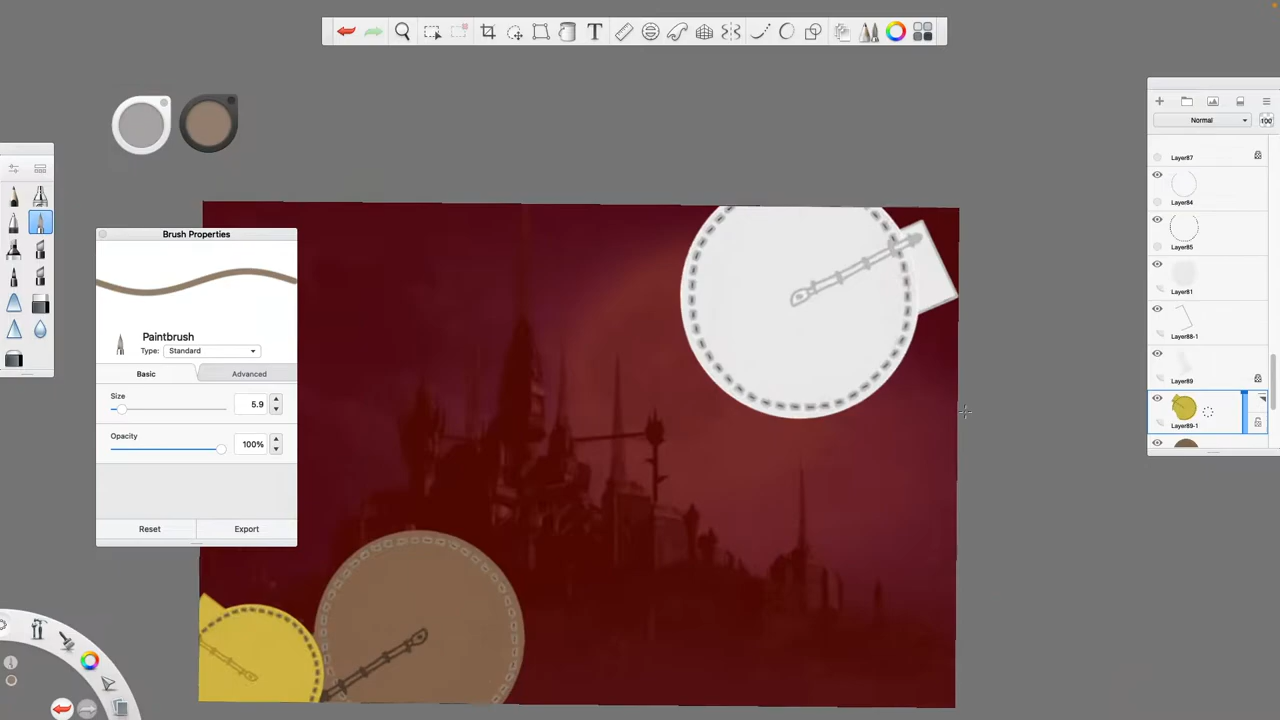 T
Normal
100
Layer87
Layer84
Layer85
Layer81
Layer88-1
Layer89
Layer89-1
Brush Properties
Paintbrush
Type: Standard
Basic
Advanced
Size
5.9
Opacity
100%
Reset
Export